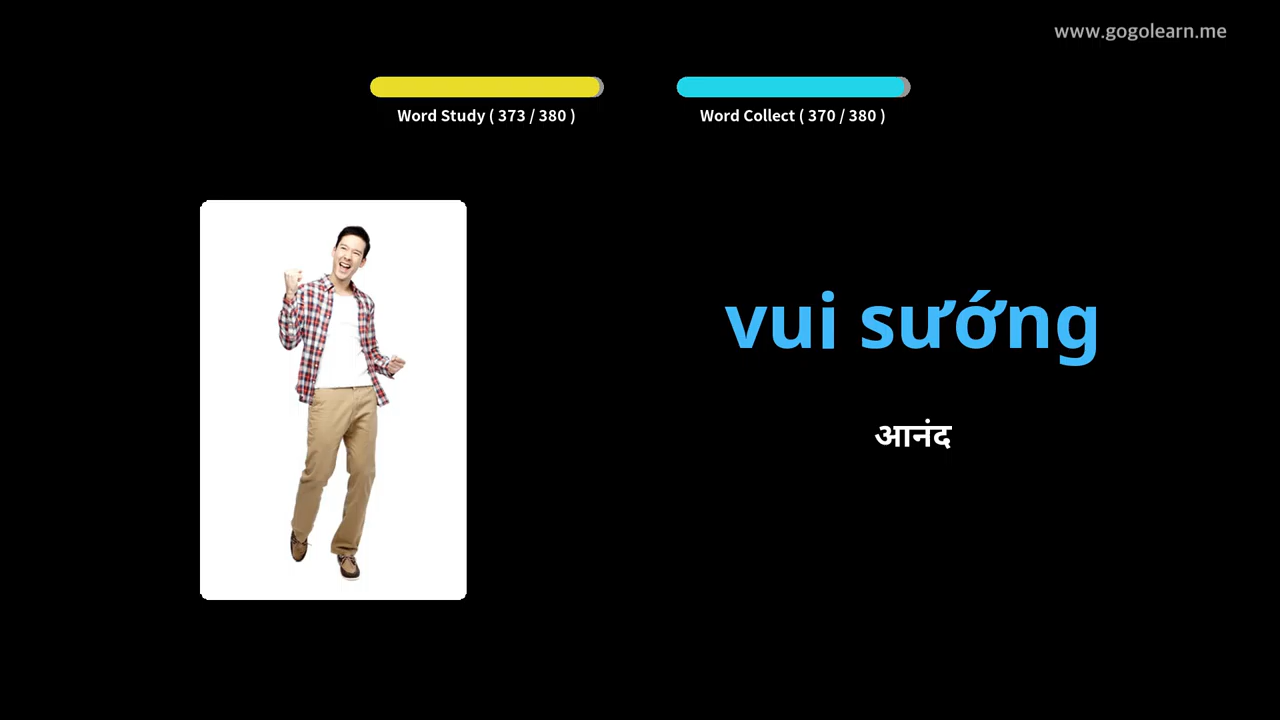 www.gogolearn.me
Word Study ( 373 / 380 )
Word Collect ( 370 / 380 )
vui sướng
आनंद